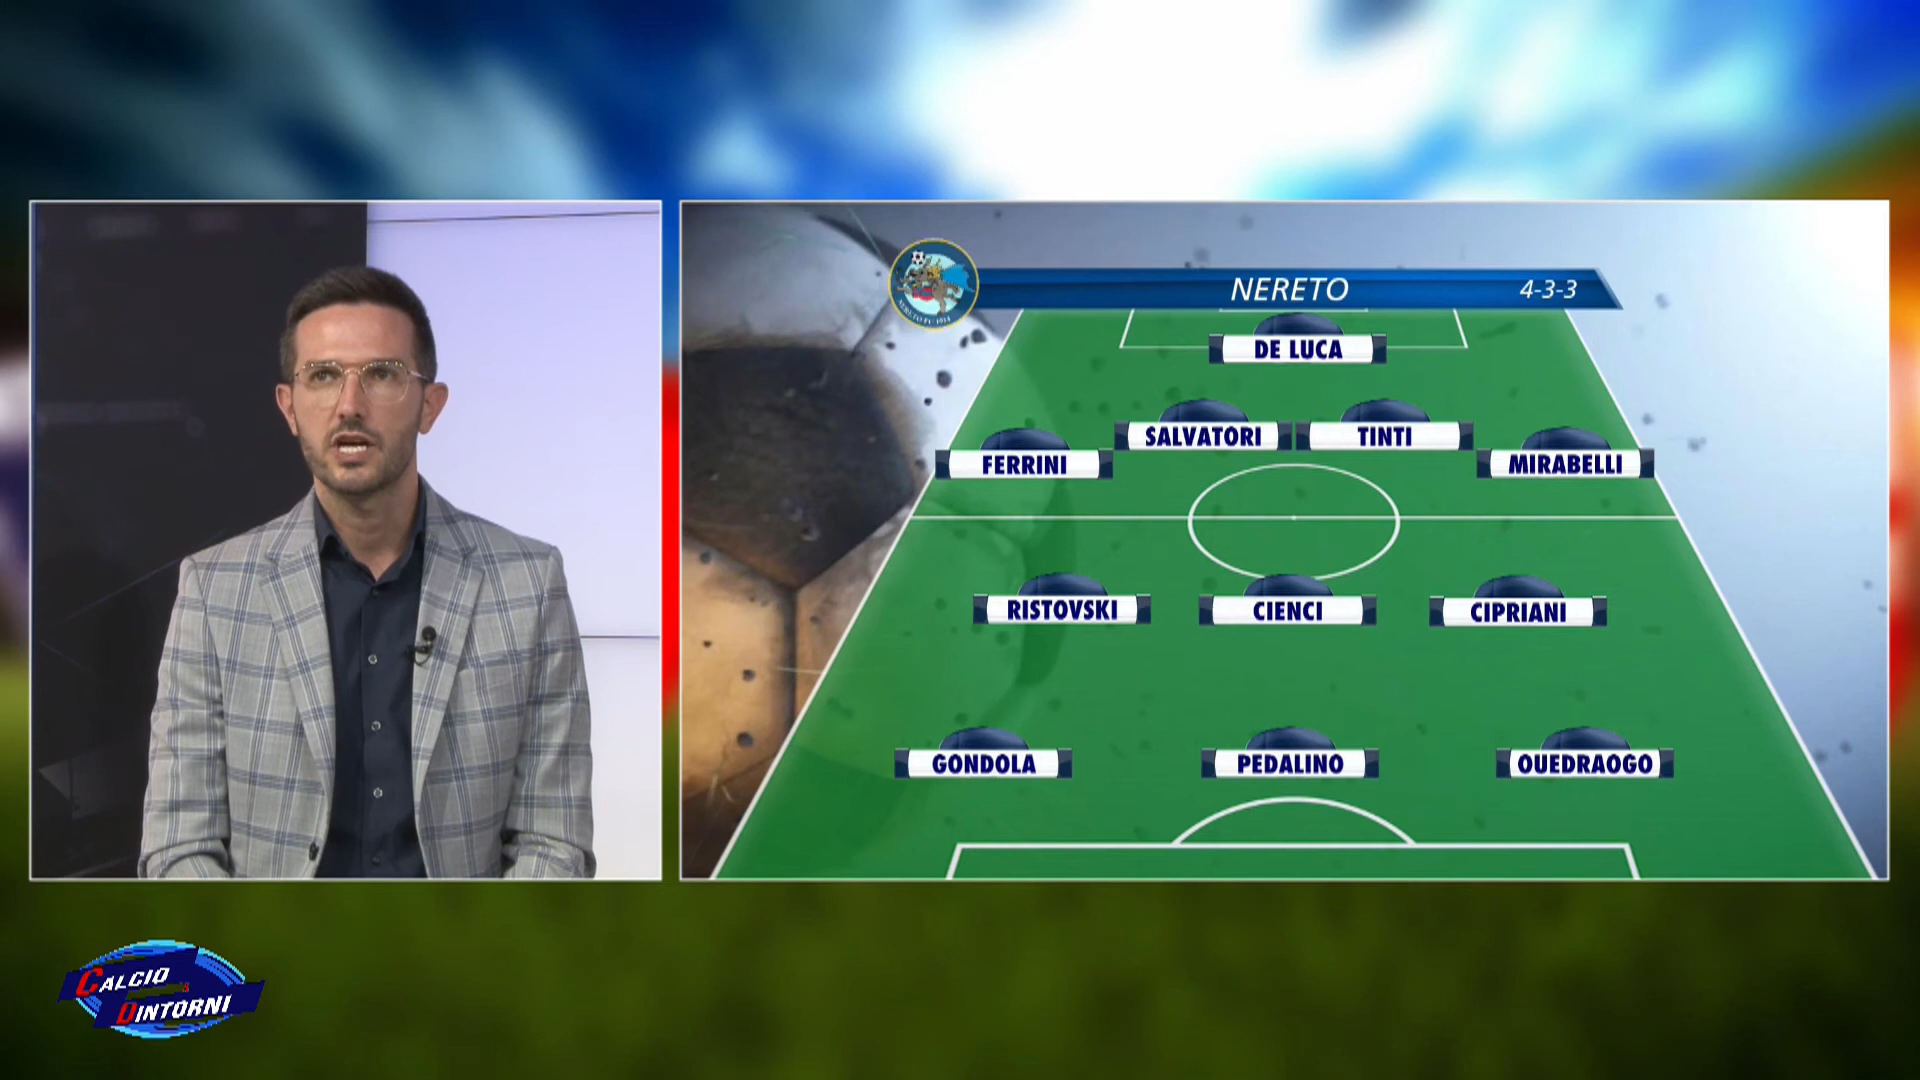 NERETO 4-3-3
DE LUCA
SALVATORI TINTI
FERRINI MIRABELLI
RISTOVSKI CIENCI CIPRIANI
GONDOLA PEDALINO OUEDRAOGO
CALCIO
&
DINTORNI